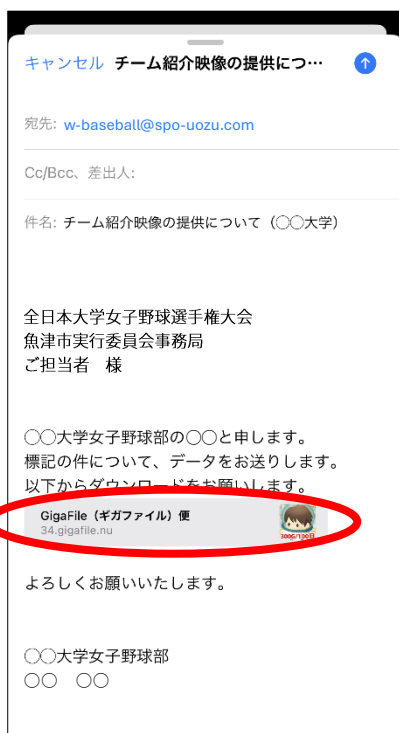 キャンセル チーム紹介映像の提供につ…
宛先: w-baseball@spo-uozu.com
Cc/Bcc、差出人:
件名: チーム紹介映像の提供について（○○大学）
全日本大学女子野球選手権大会
魚津市実行委員会事務局
ご担当者　様
○○大学女子野球部の○○と申します。
標記の件について、データをお送りします。
以下からダウンロードをお願いします。
GigaFile（ギガファイル）便
34.gigafile.nu
300G/100日
よろしくお願いいたします。
○○大学女子野球部
○○　○○